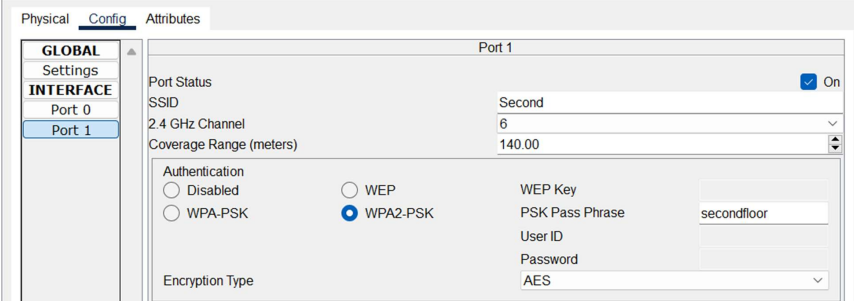 Physical Config Attributes
GLOBAL
Settings
INTERFACE
Port 0
Port 1
Port 1
Port Status On
SSID Second
2.4 GHz Channel 6
Coverage Range (meters) 140.00
Authentication
Disabled WEP WEP Key
WPA-PSK WPA2-PSK PSK Pass Phrase secondfloor
User ID
Password
Encryption Type AES